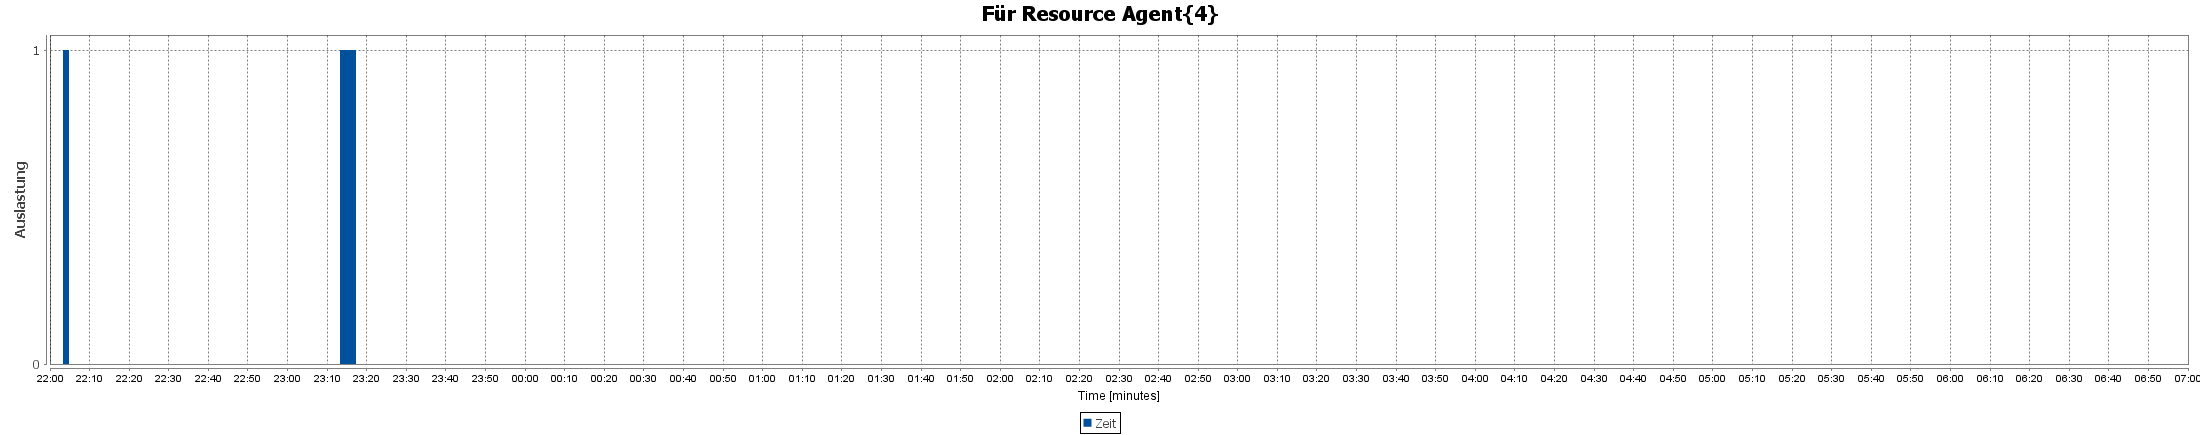 Für Resource Agent{4}
1
Auslastung
0
22:00 22:10 22:20 22:30 22:40 22:50 23:00 23:10 23:20 23:30 23:40 23:50 00:00 00:10 00:20 00:30 00:40 00:50 01:00 01:10 01:20 01:30 01:40 01:50 02:00 02:10 02:20 02:30 02:40 02:50 03:00 03:10 03:20 03:30 03:40 03:50 04:00 04:10 04:20 04:30 04:40 04:50 05:00 05:10 05:20 05:30 05:40 05:50 06:00 06:10 06:20 06:30 06:40 06:50 07:00
Time [minutes]
Zeit